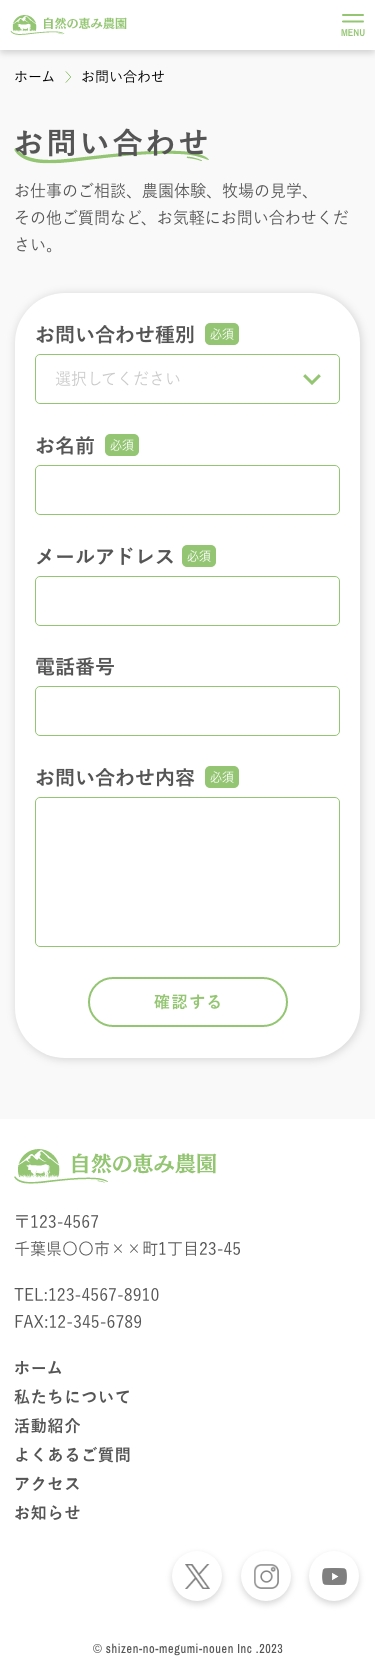 自然の恵み農園
MENU
ホーム > お問い合わせ
お問い合わせ
お仕事のご相談、農園体験、牧場の見学、
その他ご質問など、お気軽にお問い合わせくだ
さい。
お問い合わせ種別 必須
選択してください
お名前 必須
メールアドレス 必須
電話番号
お問い合わせ内容 必須
確認する
自然の恵み農園
〒123-4567
千葉県〇〇市××町1丁目23-45
TEL:123-4567-8910
FAX:12-345-6789
ホーム
私たちについて
活動紹介
よくあるご質問
アクセス
お知らせ
© shizen-no-megumi-nouen Inc .2023